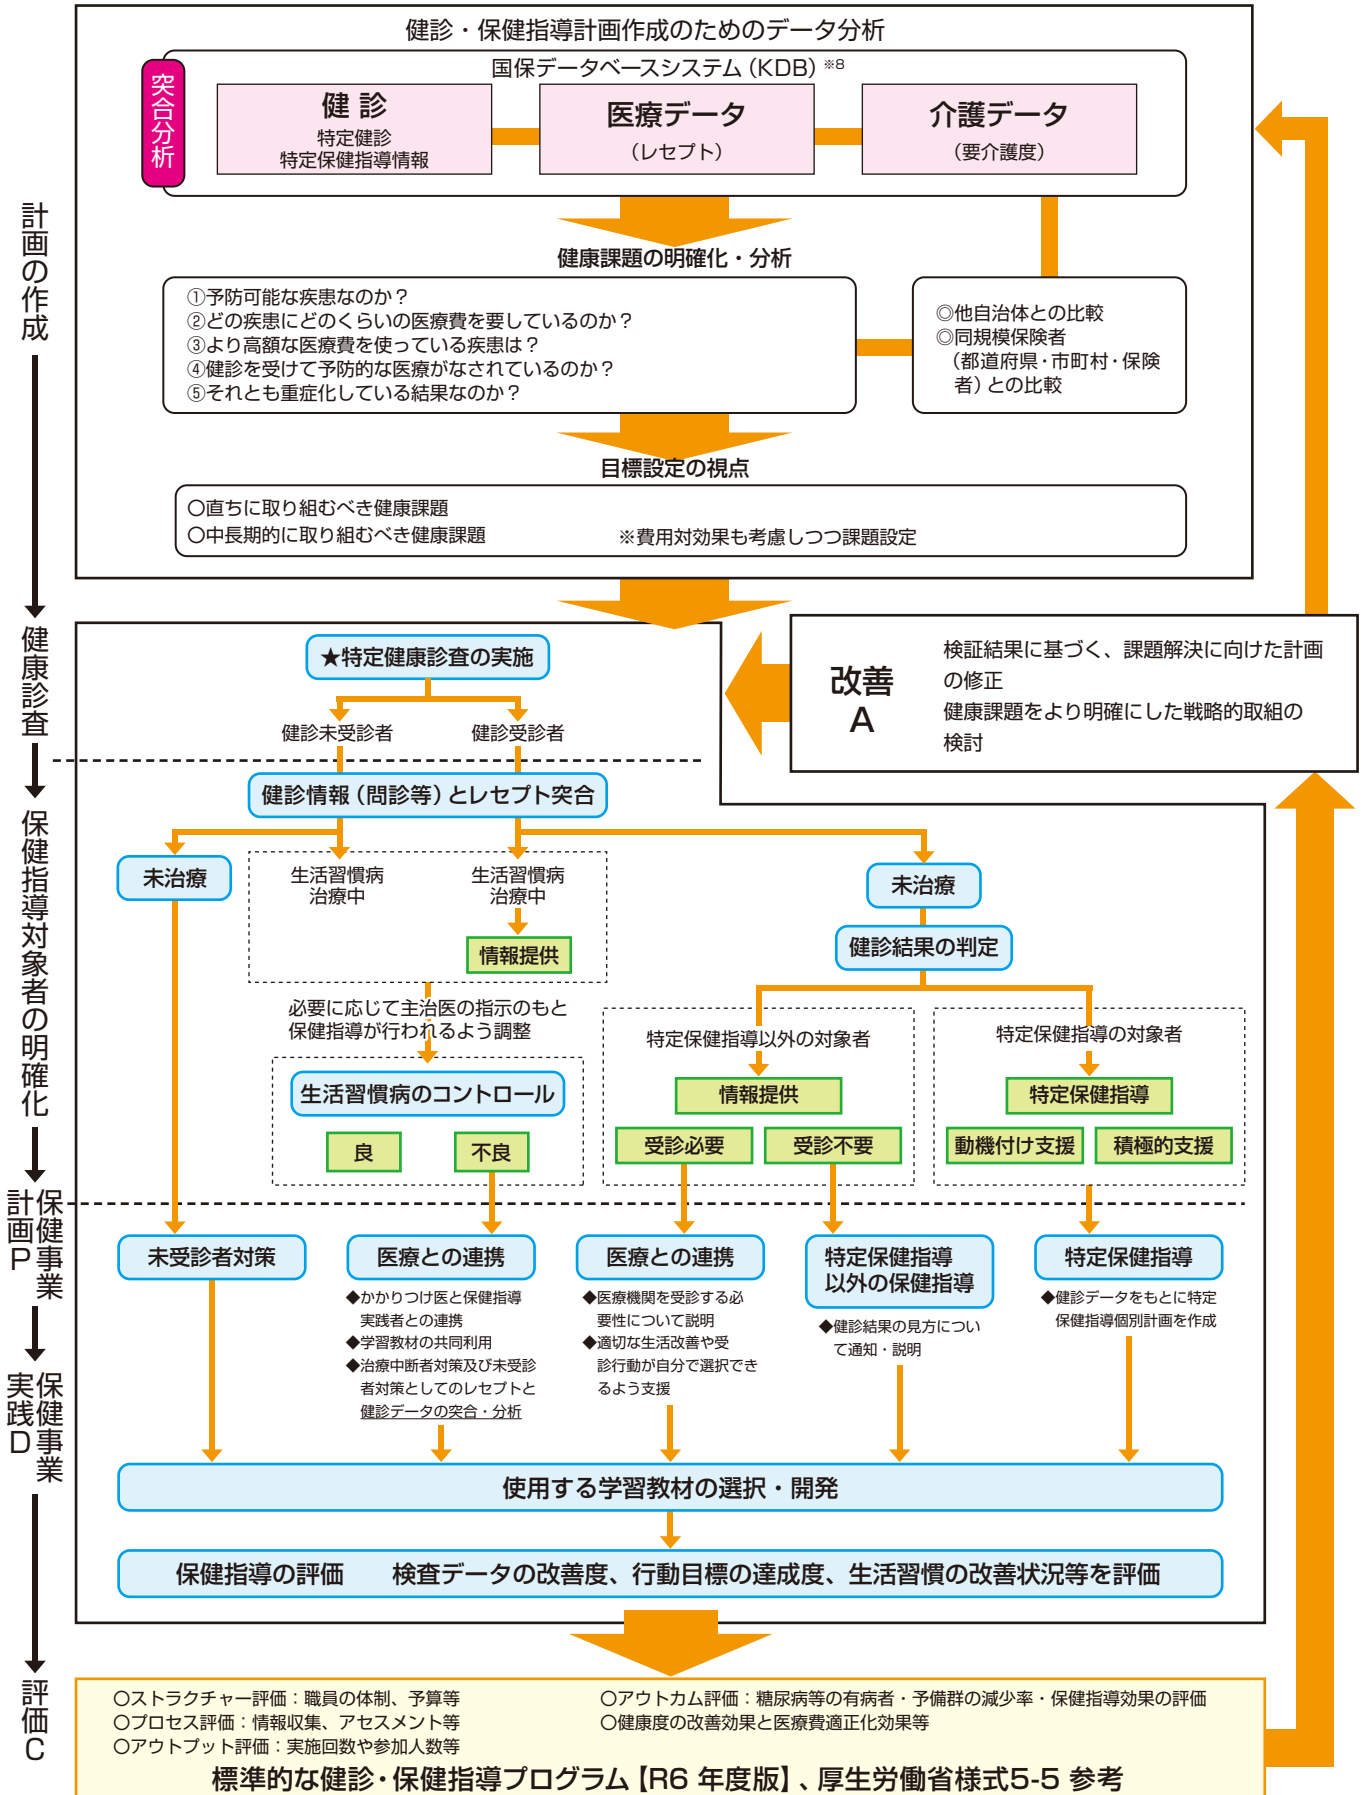 健診・保健指導計画作成のためのデータ分析
国保データベースシステム（KDB）※8
突合分析
健 診
特定健診
特定保健指導情報
医療データ
（レセプト）
介護データ
（要介護度）
計画の作成
健康課題の明確化・分析
①予防可能な疾患なのか？
②どの疾患にどのくらいの医療費を要しているのか？
③より高額な医療費を使っている疾患は？
④健診を受けて予防的な医療がなされているのか？
⑤それとも重症化している結果なのか？
◎他自治体との比較
◎同規模保険者
（都道府県・市町村・保険
者）との比較
目標設定の視点
〇直ちに取り組むべき健康課題
〇中長期的に取り組むべき健康課題
※費用対効果も考慮しつつ課題設定
健康診査
★特定健康診査の実施
健診未受診者
健診受診者
改善
A
検証結果に基づく、課題解決に向けた計画
の修正
健康課題をより明確にした戦略的取組の
検討
健診情報（問診等）とレセプト突合
保健指導対象者の明確化
未治療
生活習慣病
治療中
生活習慣病
治療中
情報提供
未治療
健診結果の判定
必要に応じて主治医の指示のもと
保健指導が行われるよう調整
特定保健指導以外の対象者
特定保健指導の対象者
生活習慣病のコントロール
良
不良
情報提供
受診必要
受診不要
特定保健指導
動機付け支援
積極的支援
保健事業
計画P
未受診者対策
医療との連携
◆かかりつけ医と保健指導
実践者との連携
◆学習教材の共同利用
◆治療中断者対策及び未受診
者対策としてのレセプトと
健診データの突合・分析
医療との連携
◆医療機関を受診する必
要性について説明
◆適切な生活改善や受
診行動が自分で選択でき
るよう支援
特定保健指導
以外の保健指導
◆健診結果の見方につい
て通知・説明
特定保健指導
◆健診データをもとに特定
保健指導個別計画を作成
保健事業
実践D
使用する学習教材の選択・開発
保健指導の評価　検査データの改善度、行動目標の達成度、生活習慣の改善状況等を評価
評価C
〇ストラクチャー評価：職員の体制、予算等
〇プロセス評価：情報収集、アセスメント等
〇アウトプット評価：実施回数や参加人数等
〇アウトカム評価：糖尿病等の有病者・予備群の減少率・保健指導効果の評価
〇健康度の改善効果と医療費適正化効果等
標準的な健診・保健指導プログラム【R6 年度版】、厚生労働省様式5-5 参考